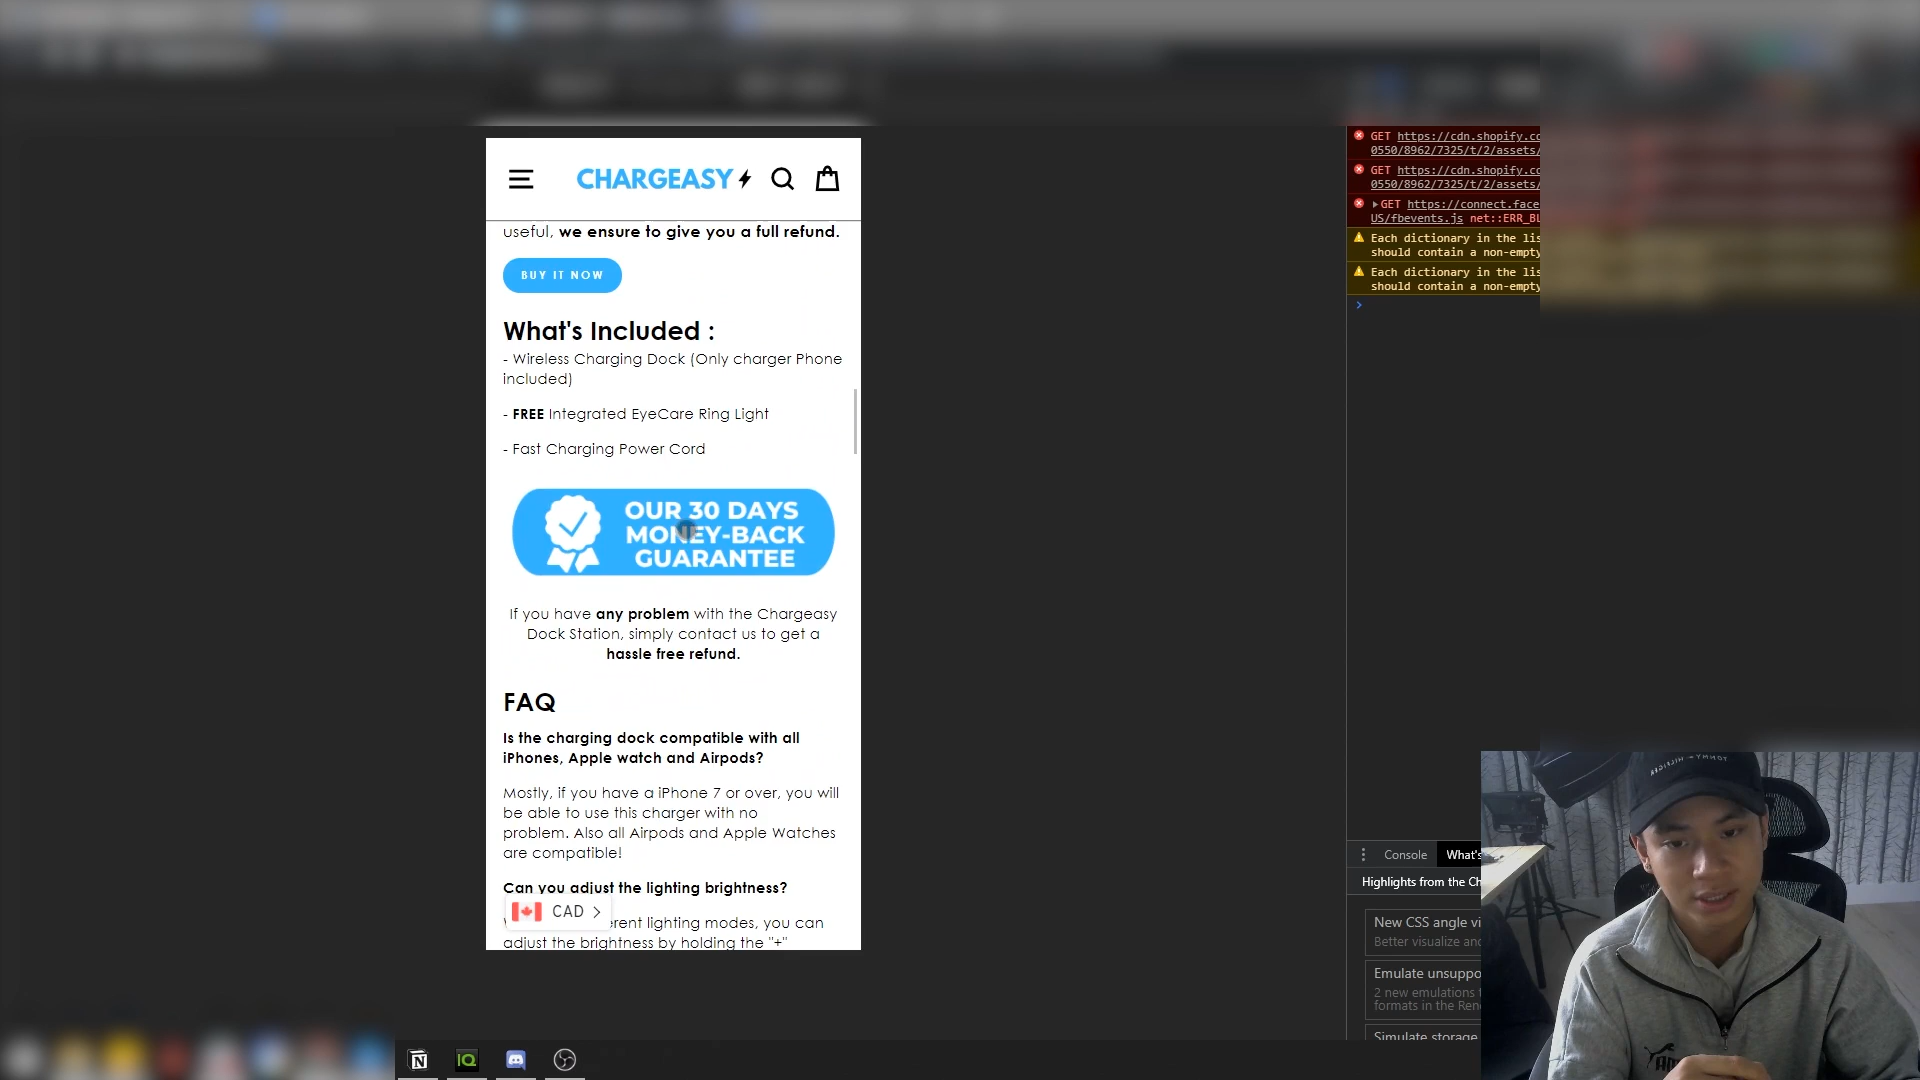 CHARGEASY
useful, we ensure to give you a full refund.
BUY IT NOW
What's Included :
- Wireless Charging Dock (Only charger Phone
included)
- FREE Integrated EyeCare Ring Light
- Fast Charging Power Cord
OUR 30 DAYS
MONEY-BACK
GUARANTEE
If you have any problem with the Chargeasy
Dock Station, simply contact us to get a
hassle free refund.
FAQ
Is the charging dock compatible with all
iPhones, Apple watch and Airpods?
Mostly, if you have a iPhone 7 or over, you will
be able to use this charger with no
problem. Also all Airpods and Apple Watches
are compatible!
Can you adjust the lighting brightness?
lighting modes, you can
adjust the brightness by holding the "+"
CAD
GET https://cdn.shopify.co
0550/8962/7325/t/2/assets/
GET https://cdn.shopify.co
0550/8962/7325/t/2/assets/
GET https://connect.face
US/fbevents.js net::ERR_BL
Each dictionary in the lis
should contain a non-empty
Each dictionary in the lis
should contain a non-empty
Console What's
Highlights from the Ch
New CSS angle vi
Better visualize and
Emulate unsuppo
2 new emulations
formats in the Ren
Simulate storage
TOMMY HILFIGER
IQ